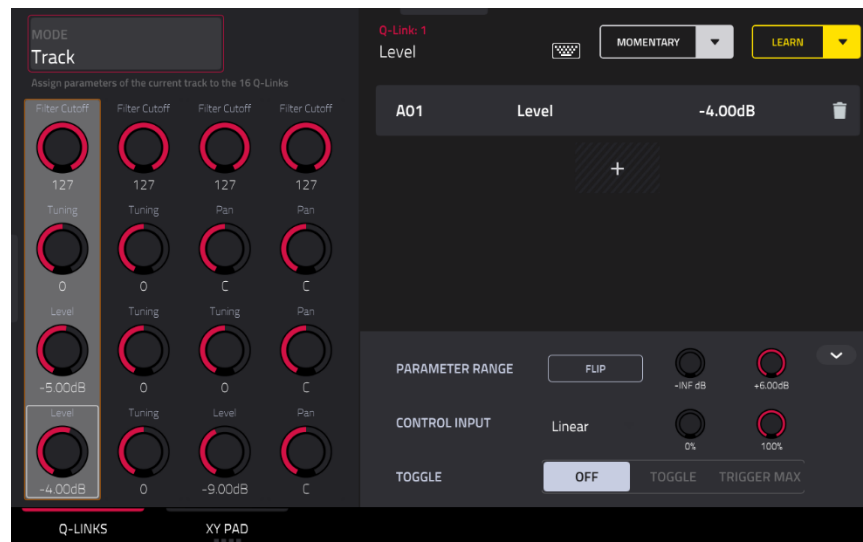 MODE
Track
Assign parameters of the current track to the 16 Q-Links
Filter Cutoff Filter Cutoff Filter Cutoff Filter Cutoff
127 127 127 127
Tuning Tuning Pan Pan
0 0 C C
Level Tuning Tuning Pan
-5.00dB 0 0 C
Level Tuning Level Pan
-4.00dB 0 -9.00dB C
Q-LINKS XY PAD
Q-Link: 1
Level
MOMENTARY LEARN
A01 Level -4.00dB
+
PARAMETER RANGE FLIP
-INF dB +6.00dB
CONTROL INPUT Linear
0% 100%
TOGGLE OFF TOGGLE TRIGGER MAX